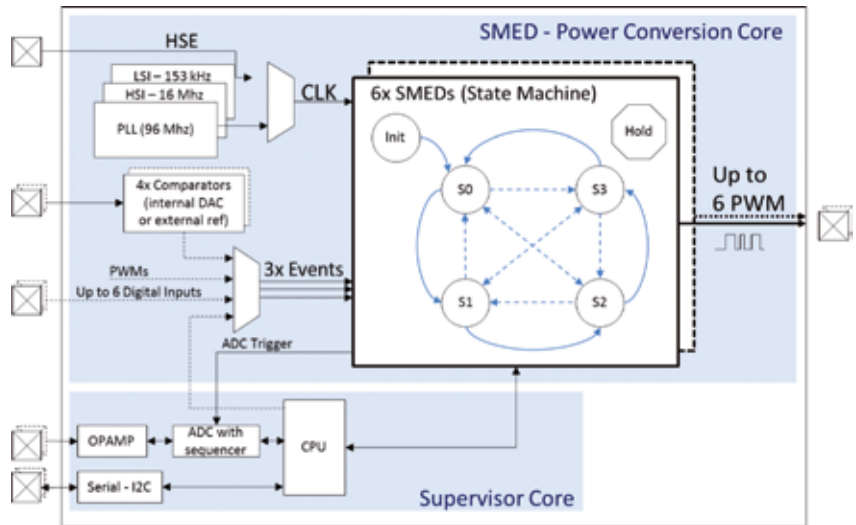 SMED - Power Conversion Core
HSE
LSI – 153 kHz
HSI – 16 Mhz
PLL (96 Mhz)
CLK
6x SMEDs (State Machine)
Init
Hold
S0
S3
S1
S2
Up to
6 PWM
4x Comparators
(internal DAC
or external ref)
PWMs
3x Events
Up to 6 Digital Inputs
ADC Trigger
OPAMP
ADC with
sequencer
CPU
Serial - I2C
Supervisor Core